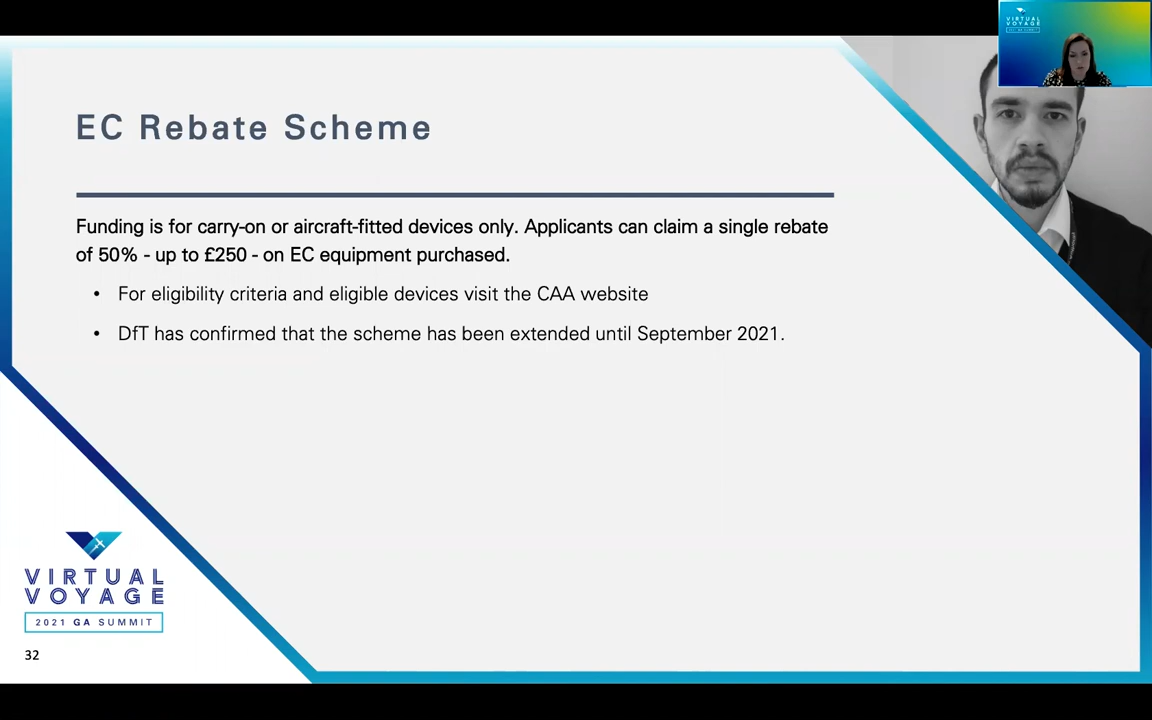 VIRTUAL
VOYAGE
EC Rebate Scheme
Funding is for carry-on or aircraft-fitted devices only. Applicants can claim a single rebate
of 50% - up to £250 - on EC equipment purchased.
• For eligibility criteria and eligible devices visit the CAA website
• DfT has confirmed that the scheme has been extended until September 2021.
VIRTUAL
VOYAGE
2021 GA SUMMIT
32